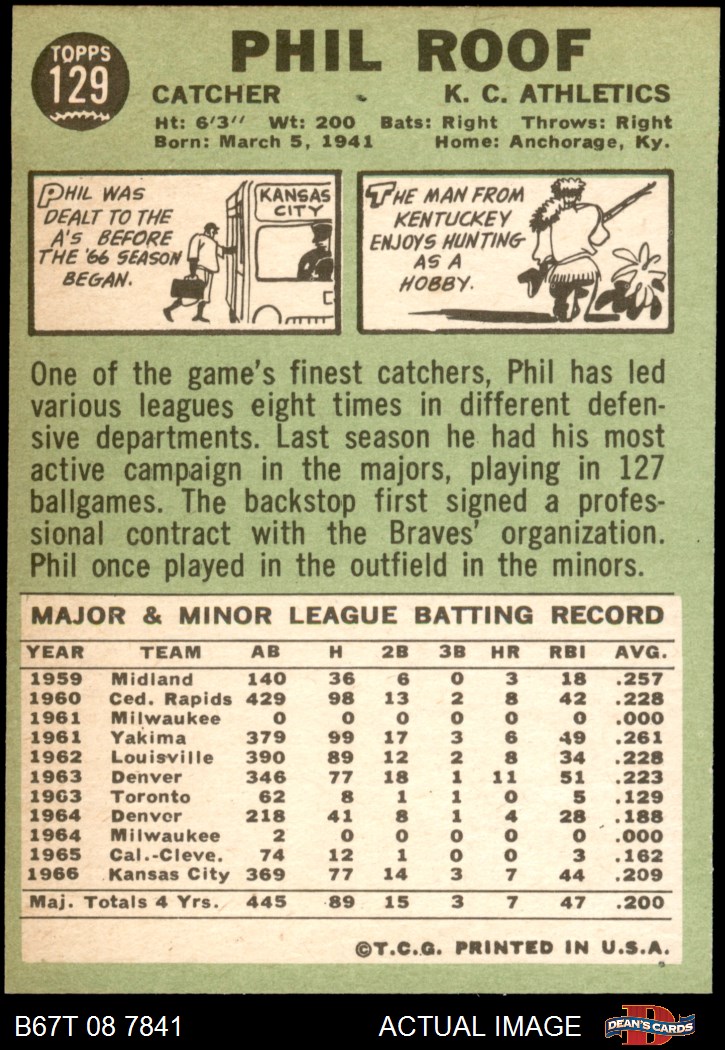 TOPPS
129
PHIL ROOF
CATCHER - K. C. ATHLETICS
Ht: 6'3" Wt: 200 Bats: Right Throws: Right
Born: March 5, 1941 Home: Anchorage, Ky.
PHIL WAS
DEALT TO THE
A'S BEFORE
THE '66 SEASON
BEGAN.
KANSAS
CITY
THE MAN FROM
KENTUCKEY
ENJOYS HUNTING
AS A
HOBBY.
One of the game's finest catchers, Phil has led
various leagues eight times in different defen-
sive departments. Last season he had his most
active campaign in the majors, playing in 127
ballgames. The backstop first signed a profes-
sional contract with the Braves' organization.
Phil once played in the outfield in the minors.
MAJOR & MINOR LEAGUE BATTING RECORD
YEAR TEAM AB H 2B 3B HR RBI AVG.
1959 Midland 140 36 6 0 3 18 .257
1960 Ced. Rapids 429 98 13 2 8 42 .228
1961 Milwaukee 0 0 0 0 0 0 .000
1961 Yakima 379 99 17 3 6 49 .261
1962 Louisville 390 89 12 2 8 34 .228
1963 Denver 346 77 18 1 11 51 .223
1963 Toronto 62 8 1 1 0 5 .129
1964 Denver 218 41 8 1 4 28 .188
1964 Milwaukee 2 0 0 0 0 0 .000
1965 Cal.-Cleve. 74 12 1 0 0 3 .162
1966 Kansas City 369 77 14 3 7 44 .209
Maj. Totals 4 Yrs. 445 89 15 3 7 47 .200
©T.C.G. PRINTED IN U.S.A.
B67T 08 7841 ACTUAL IMAGE
D
DEAN'S CARDS